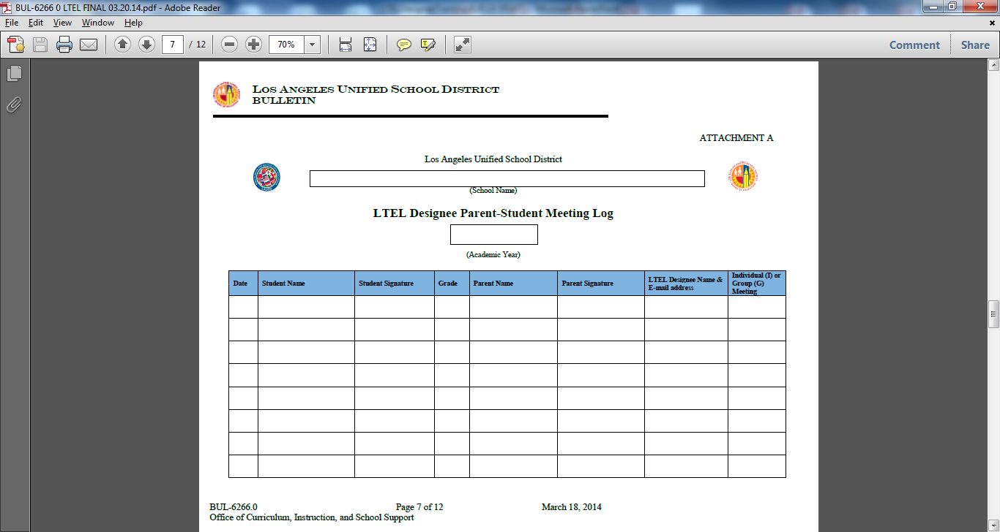 BUL-6266 0 LTEL FINAL 03.20.14.pdf - Adobe Reader
File Edit View Window Help
7 / 12 70% Comment Share
LOS ANGELES UNIFIED SCHOOL DISTRICT
BULLETIN
ATTACHMENT A
Los Angeles Unified School District
(School Name)
LTEL Designee Parent-Student Meeting Log
(Academic Year)
Date Student Name Student Signature Grade Parent Name Parent Signature LTEL Designee Name & E-mail address Individual (I) or Group (G) Meeting
BUL-6266.0 Page 7 of 12 March 18, 2014
Office of Curriculum, Instruction, and School Support